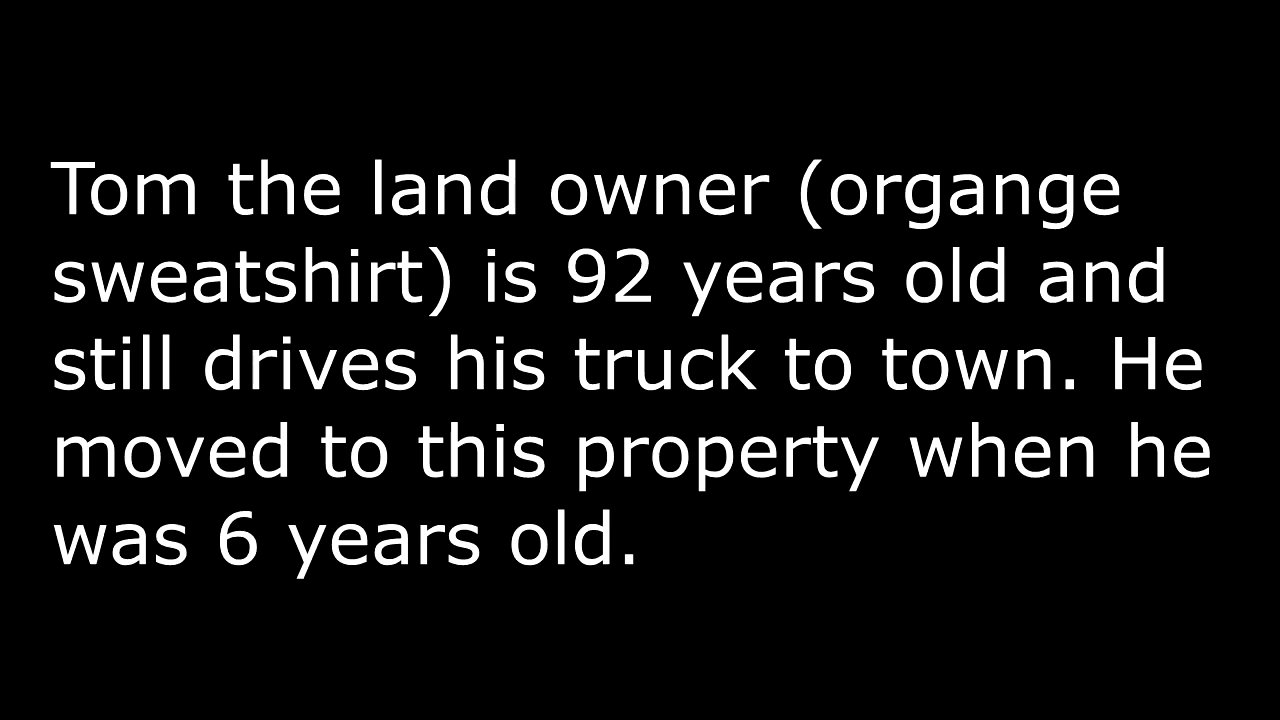 Tom the land owner (organge
sweatshirt) is 92 years old and
still drives his truck to town. He
moved to this property when he
was 6 years old.